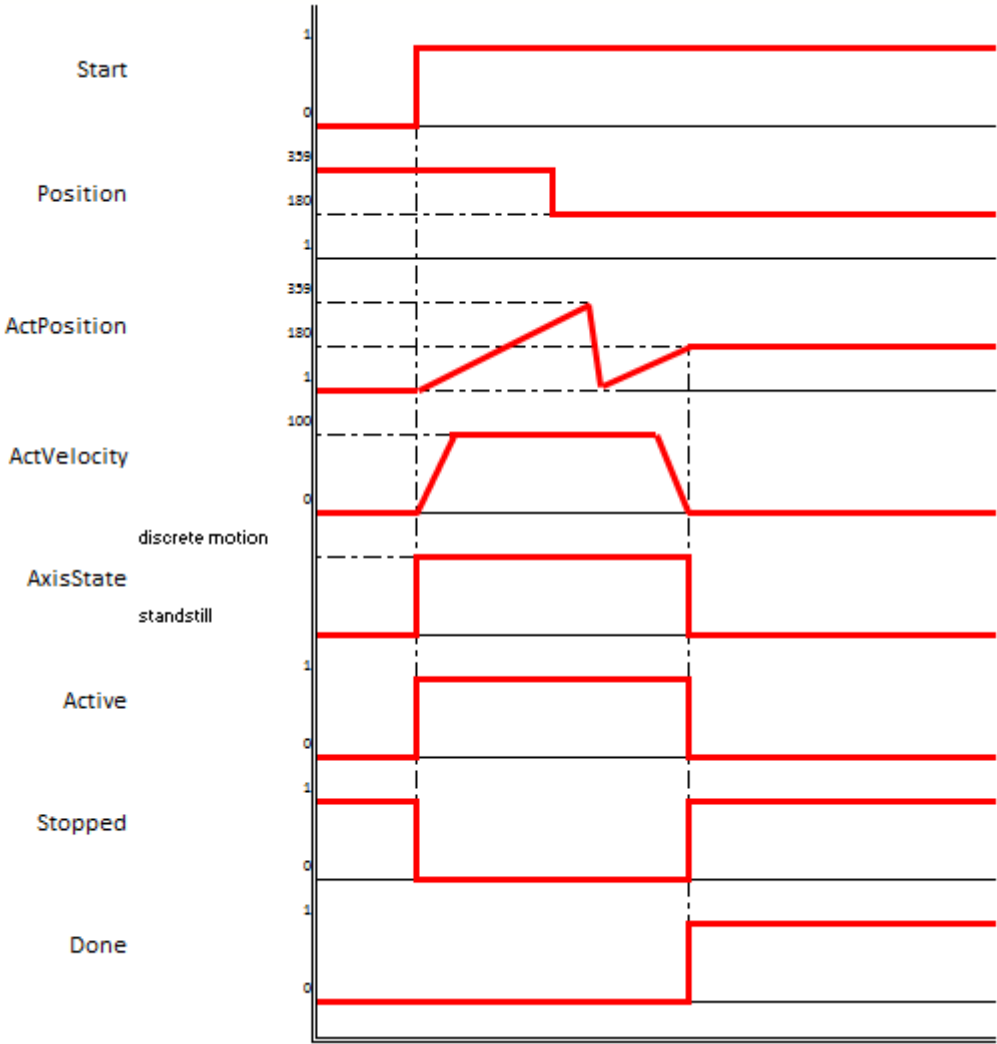 1
Start
0
359
Position
180
1
359
ActPosition
180
1
100
ActVelocity
0
discrete motion
AxisState
standstill
1
Active
0
1
Stopped
0
1
Done
0